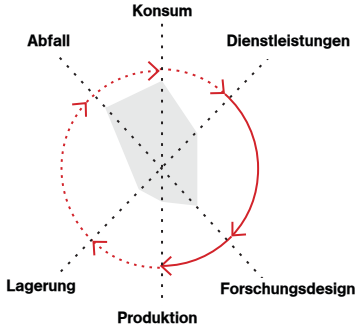 Konsum
Abfall
Dienstleistungen
Lagerung
Forschungsdesign
Produktion